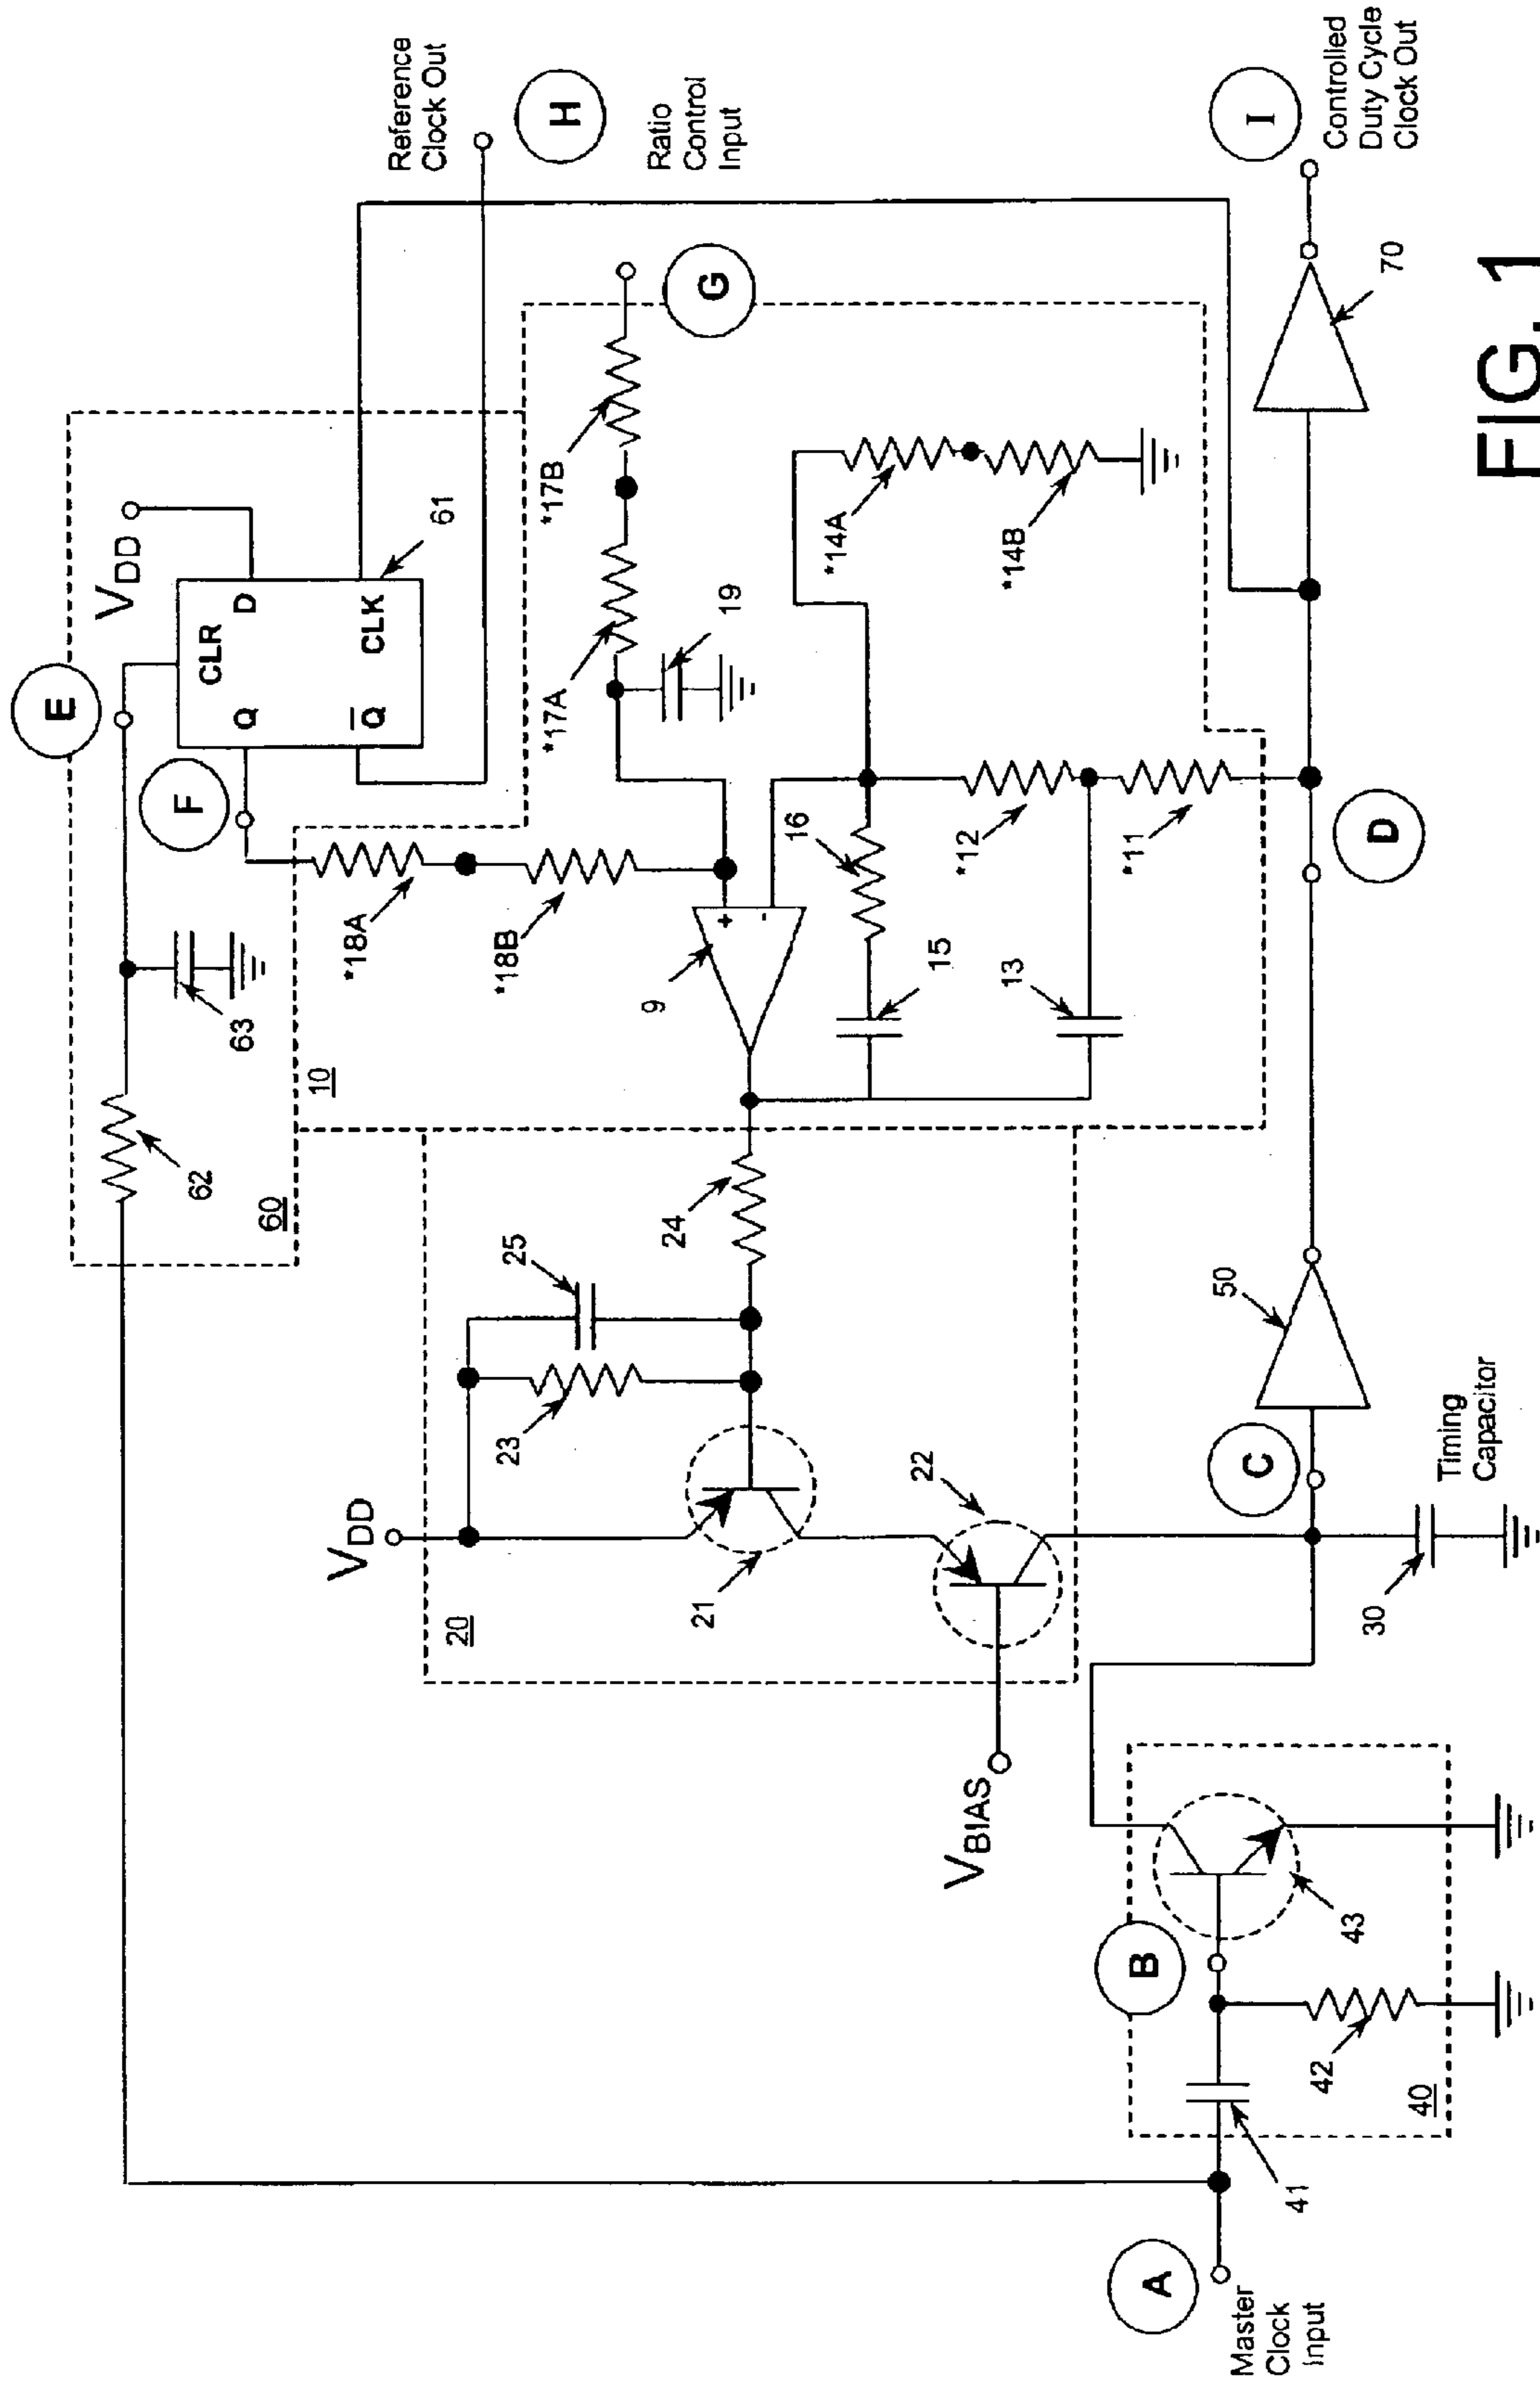 Master
Clock
Input
A
41
40
42
B
43
VBIAS
VDD
20
21
22
23
25
24
30
Timing
Capacitor
C
50
60
62
63
10
E
F
VDD
CLR
Q
D
Q
CLK
61
*18A
*18B
9
+
-
15
13
16
*12
*11
*17A
*17B
19
*14A
*14B
G
D
Reference
Clock Out
H
Ratio
Control
Input
70
I
Controlled
Duty Cycle
Clock Out
FIG. 1